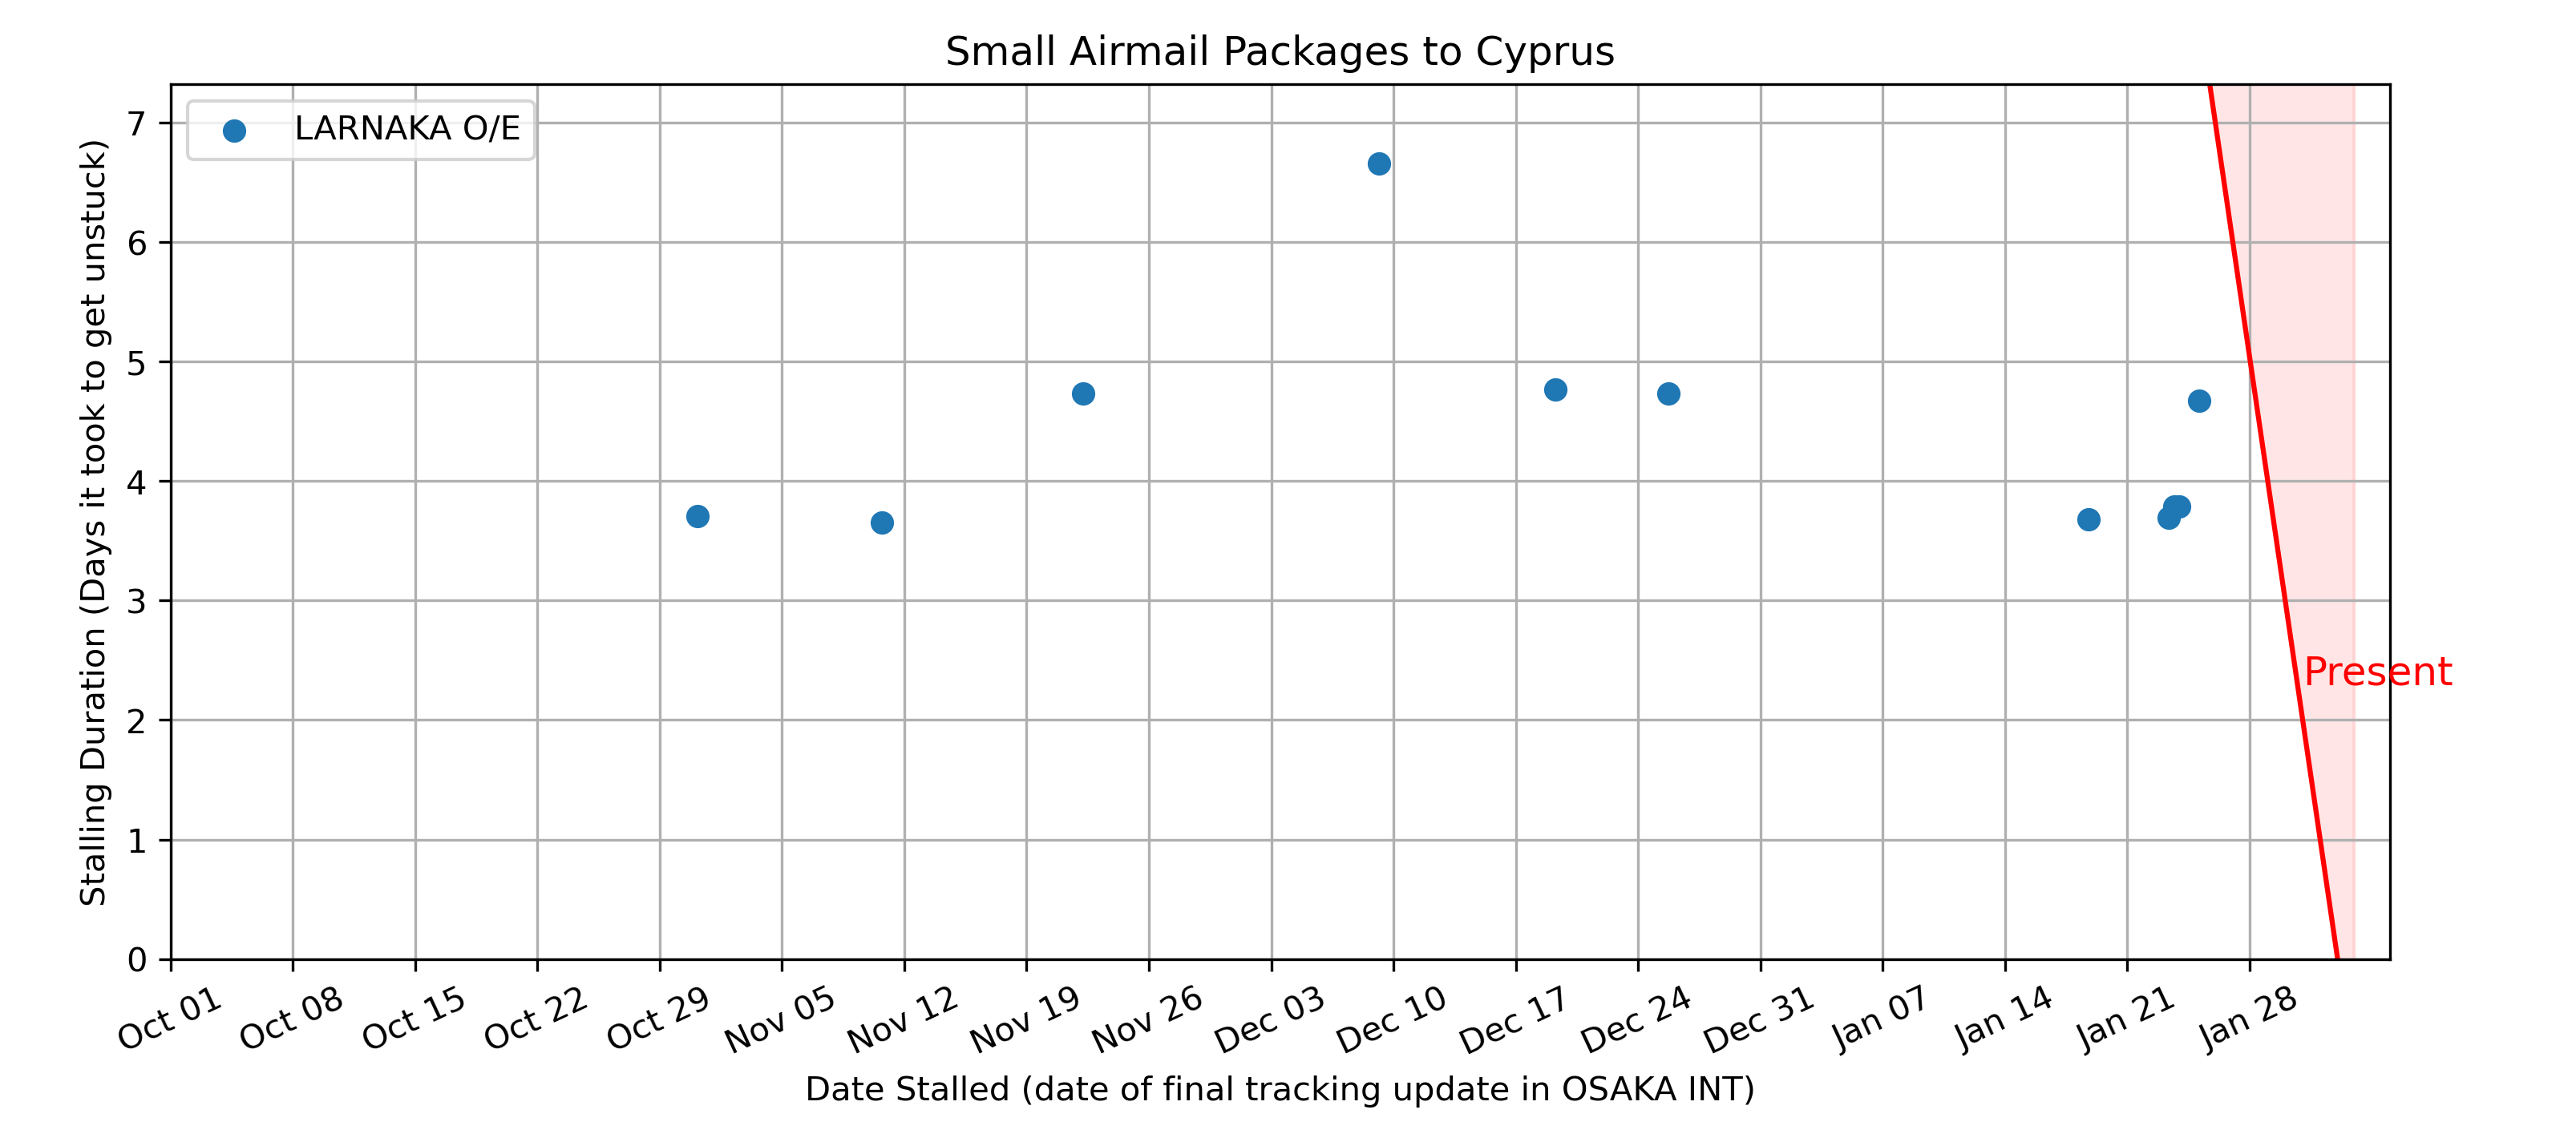 Small Airmail Packages to Cyprus
LARNAKA O/E
Stalling Duration (Days it took to get unstuck)
7
6
5
4
3
2
1
0
Present
Oct 01
Oct 08
Oct 15
Oct 22
Oct 29
Nov 05
Nov 12
Nov 19
Nov 26
Dec 03
Dec 10
Dec 17
Dec 24
Dec 31
Jan 07
Jan 14
Jan 21
Jan 28
Date Stalled (date of final tracking update in OSAKA INT)